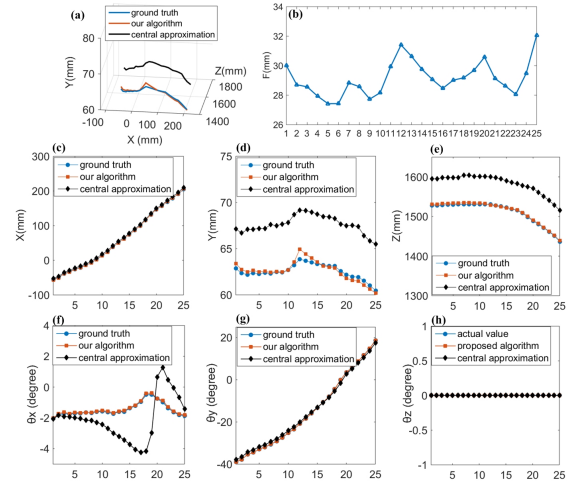 (a)
ground truth
our algorithm
central approximation
Y(mm)
80
70
60
-100
0
100
200
X (mm)
Z(mm)
1800
1600
1400
(b)
F(mm)
34
32
30
28
26
1 2 3 4 5 6 7 8 9 10 11 12 13 14 15 16 17 18 19 20 21 22 23 24 25
(c)
ground truth
our algorithm
central approximation
X(mm)
300
200
100
0
-100
5 10 15 20 25
(d)
ground truth
our algorithm
central approximation
Y(mm)
75
70
65
60
0 5 10 15 20 25
(e)
Z(mm)
1600
1500
1400
1300
ground truth
our algorithm
central approximation
5 10 15 20 25
(f)
ground truth
our algorithm
central approximation
θx (degree)
4
2
0
-2
-4
5 10 15 20 25
(g)
ground truth
our algorithm
central approximation
θy (degree)
20
0
-20
-40
5 10 15 20 25
(h)
actual value
proposed algorithm
central approximation
θz (degree)
1
0.5
0
-0.5
-1
5 10 15 20 25